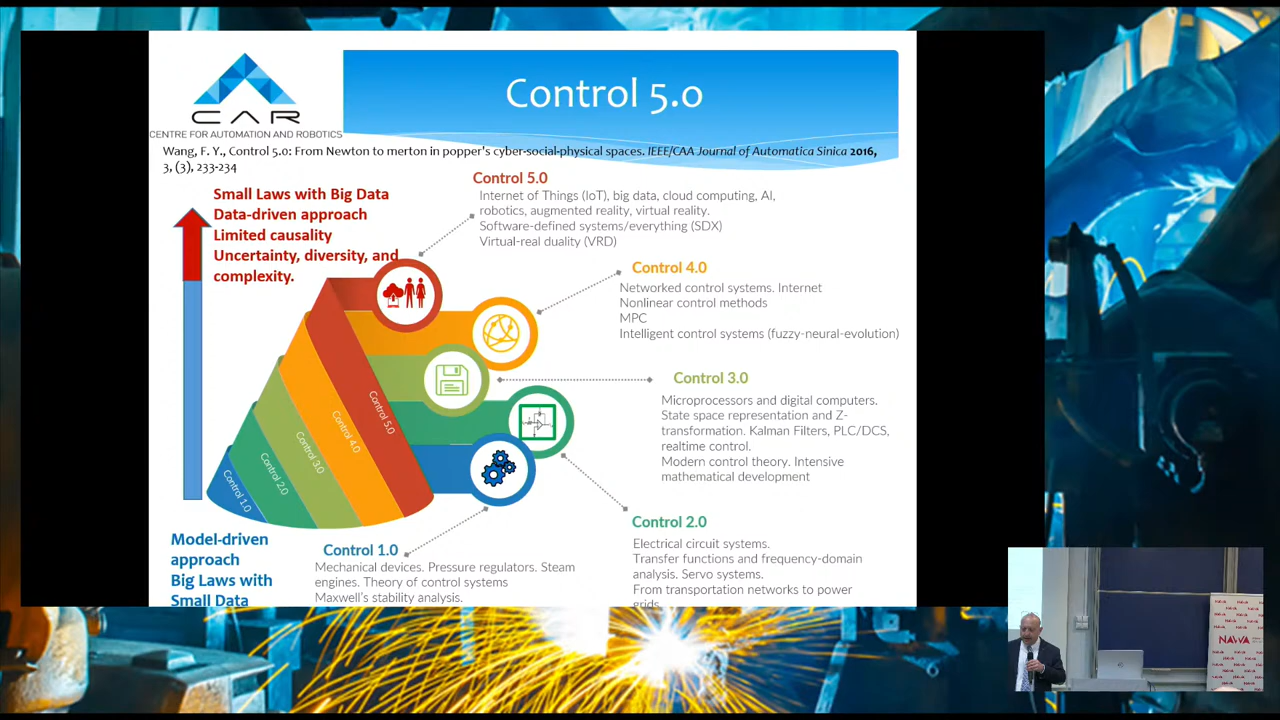 CAR
CENTRE FOR AUTOMATION AND ROBOTICS
Control 5.0
Wang, F. Y., Control 5.0: From Newton to merton in popper's cyber-social-physical spaces. IEEE/CAA Journal of Automatica Sinica 2016,
3, (3), 233-234
Small Laws with Big Data
Data-driven approach
Limited causality
Uncertainty, diversity, and
complexity.
Control 5.0
Internet of Things (IoT), big data, cloud computing, AI,
robotics, augmented reality, virtual reality.
Software-defined systems/everything (SDX)
Virtual-real duality (VRD)
Control 4.0
Networked control systems. Internet
Nonlinear control methods
MPC
Intelligent control systems (fuzzy-neural-evolution)
Control 3.0
Microprocessors and digital computers.
State space representation and Z-
transformation. Kalman Filters, PLC/DCS,
realtime control.
Modern control theory. Intensive
mathematical development
Control 1.0
Control 2.0
Control 3.0
Control 4.0
Control 5.0
Control 2.0
Electrical circuit systems.
Transfer functions and frequency-domain
analysis. Servo systems.
From transportation networks to power
grids.
Model-driven
approach
Big Laws with
Small Data
Control 1.0
Mechanical devices. Pressure regulators. Steam
engines. Theory of control systems
Maxwell's stability analysis.
NAWA